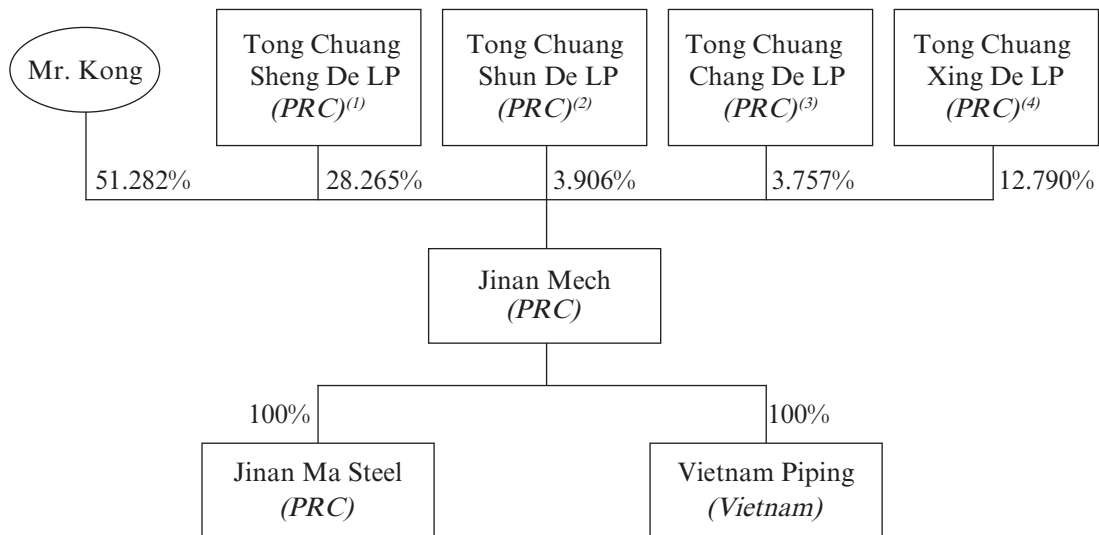 Mr. Kong
Tong Chuang
Sheng De LP
(PRC)(1)
Tong Chuang
Shun De LP
(PRC)(2)
Tong Chuang
Chang De LP
(PRC)(3)
Tong Chuang
Xing De LP
(PRC)(4)
51.282%
28.265%
3.906%
3.757%
12.790%
Jinan Mech
(PRC)
100%
100%
Jinan Ma Steel
(PRC)
Vietnam Piping
(Vietnam)